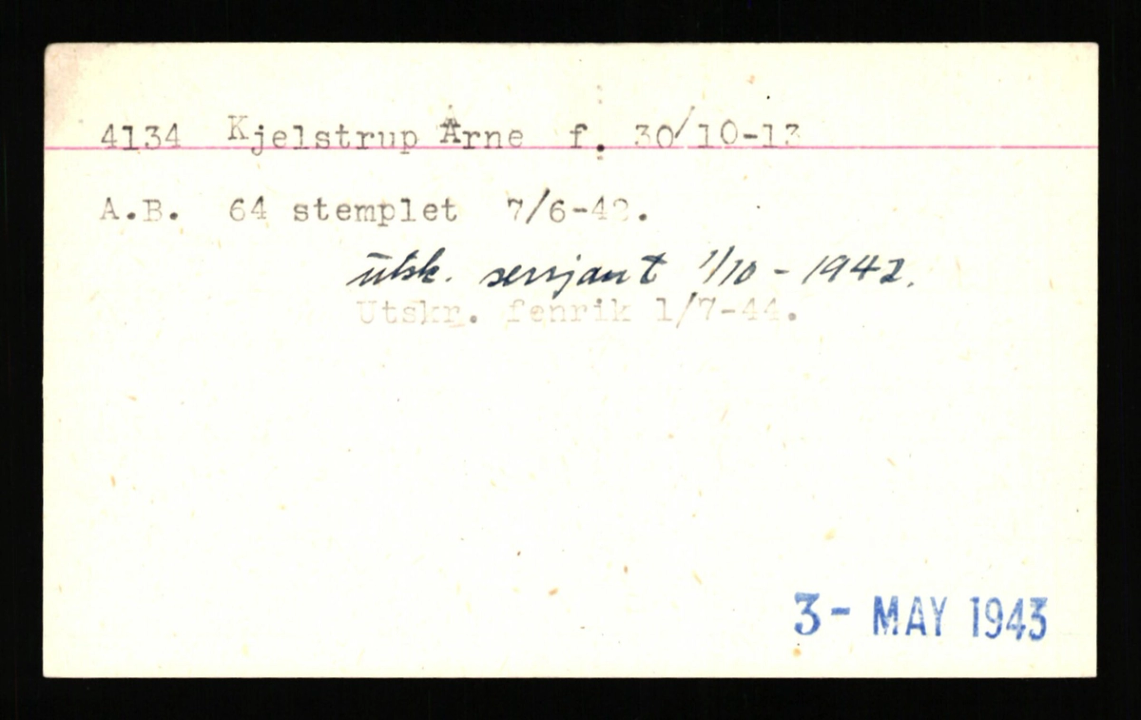 4134 Kjelstrup Arne f. 30/10-13
A.B. 64 stemplet 7/6-42.
utsk. sersjant 1/10 - 1942.
Utskr. fenrik 1/7-44.
3- MAY 1943